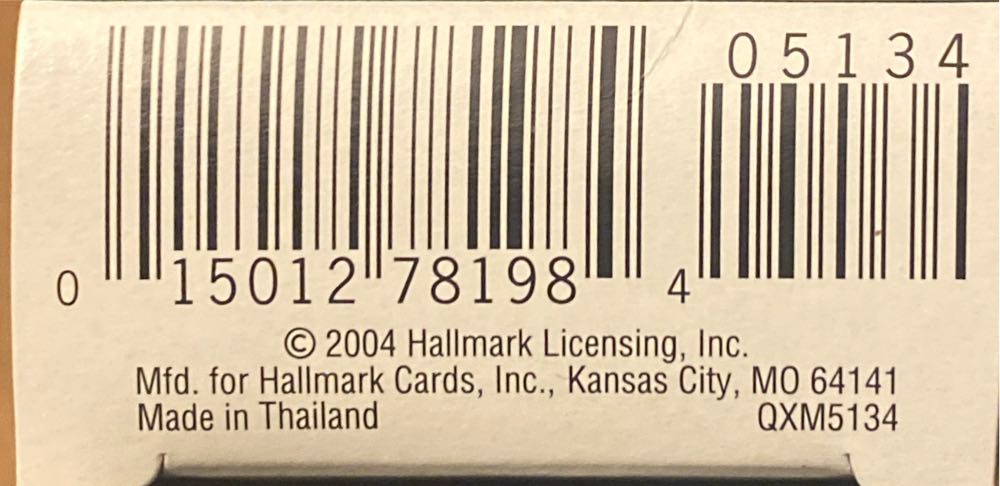 05134
0 15012 78198 4
© 2004 Hallmark Licensing, Inc.
Mfd. for Hallmark Cards, Inc., Kansas City, MO 64141
Made in Thailand QXM5134